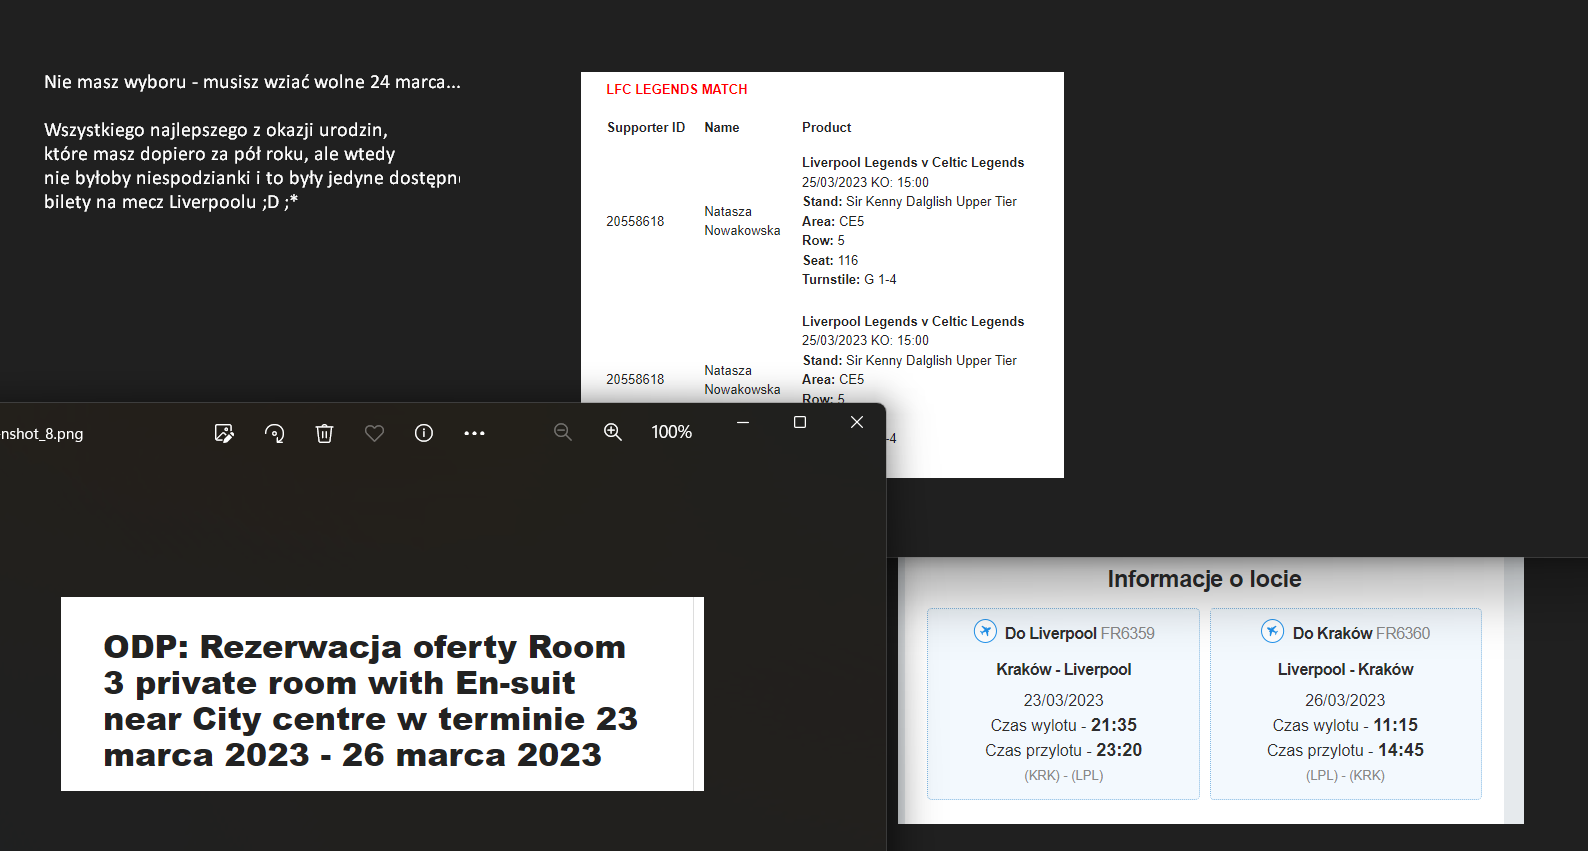 Nie masz wyboru - musisz wziać wolne 24 marca...
Wszystkiego najlepszego z okazji urodzin,
które masz dopiero za pół roku, ale wtedy
nie byłoby niespodzianki i to były jedyne
bilety na mecz Liverpoolu ;D ;*
LFC LEGENDS MATCH
Supporter ID Name Product
Liverpool Legends v Celtic Legends
25/03/2023 KO: 15:00
Stand: Sir Kenny Dalglish Upper Tier
20558618
Natasza
Nowakowska
Area: CE5
Row: 5
Seat: 116
Turnstile: G 1-4
Liverpool Legends v Celtic Legends
25/03/2023 KO: 15:00
Stand: Sir Kenny Dalglish Upper Tier
20558618
Natasza
Nowakowska
Area: CE5
Row: 5
-4
nshot_8.png
100%
ODP: Rezerwacja oferty Room
3 private room with En-suit
near City centre w terminie 23
marca 2023 - 26 marca 2023
Informacje o locie
Do Liverpool FR6359
Kraków - Liverpool
23/03/2023
Czas wylotu - 21:35
Czas przylotu - 23:20
(KRK) - (LPL)
Do Kraków FR6360
Liverpool - Kraków
26/03/2023
Czas wylotu - 11:15
Czas przylotu - 14:45
(LPL) - (KRK)